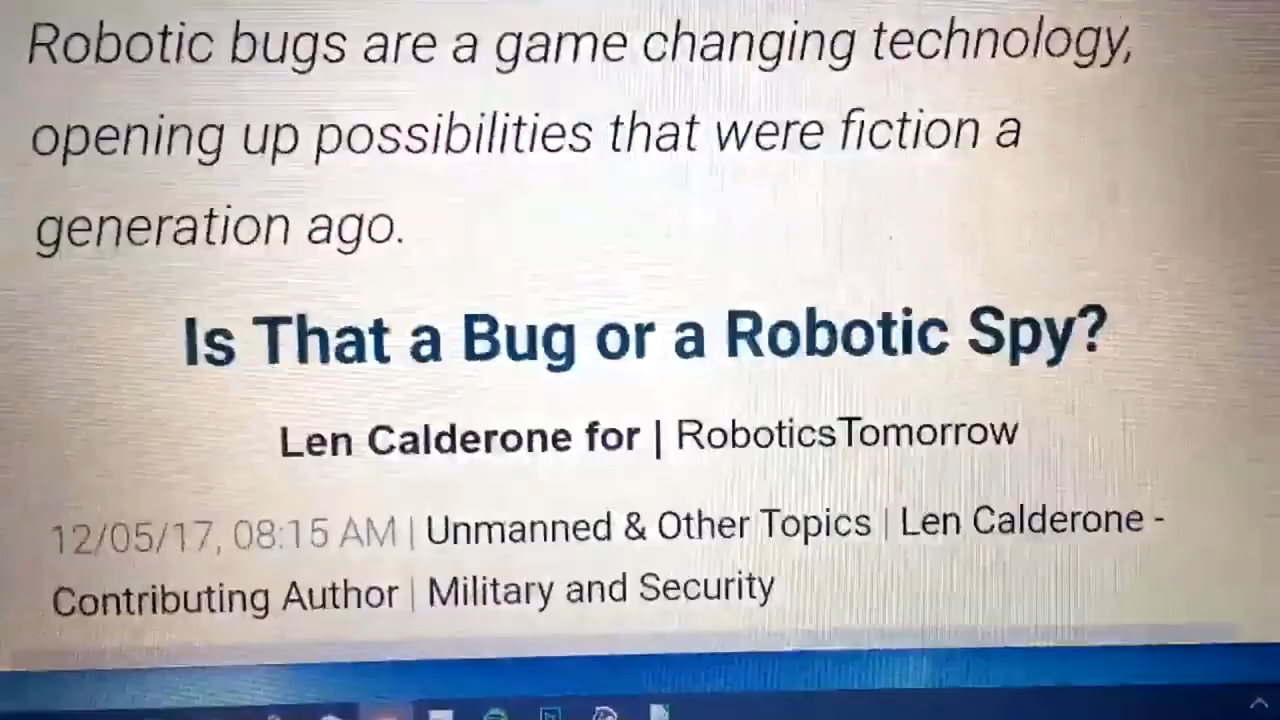 Robotic bugs are a game changing technology,
opening up possibilities that were fiction a
generation ago.
Is That a Bug or a Robotic Spy?
Len Calderone for | RoboticsTomorrow
12/05/17, 08:15 AM | Unmanned & Other Topics | Len Calderone -
Contributing Author | Military and Security